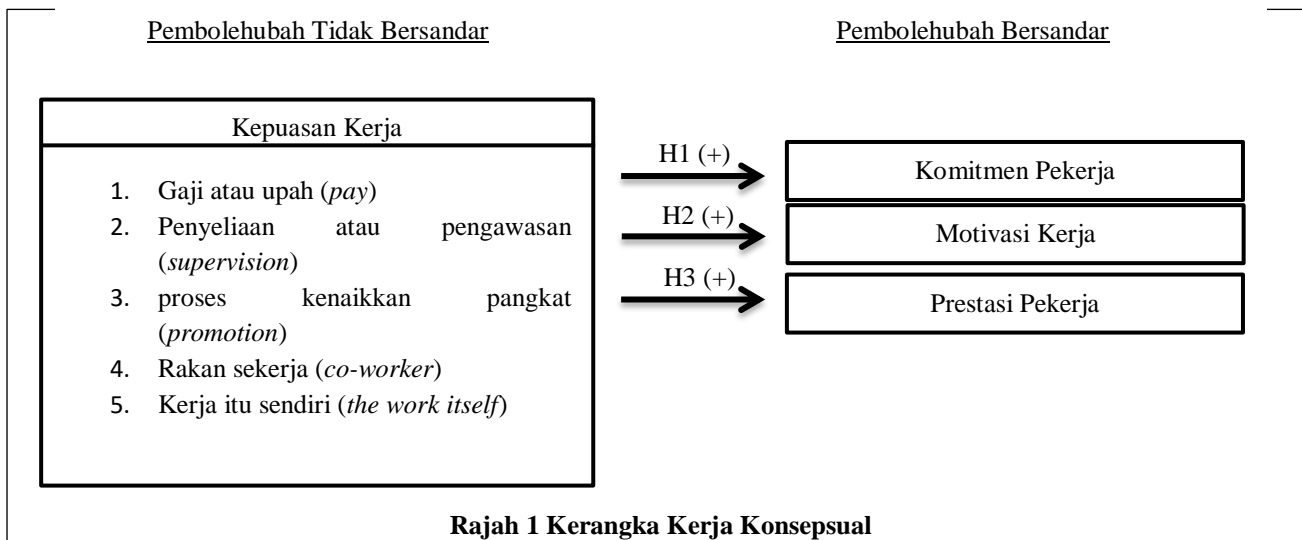 Pembolehubah Tidak Bersandar
Pembolehubah Bersandar
Kepuasan Kerja
1. Gaji atau upah (pay)
2. Penyeliaan atau pengawasan
(supervision)
3. proses kenaikkan pangkat
(promotion)
4. Rakan sekerja (co-worker)
5. Kerja itu sendiri (the work itself)
H1 (+)
Komitmen Pekerja
H2 (+)
Motivasi Kerja
H3 (+)
Prestasi Pekerja
Rajah 1 Kerangka Kerja Konsepsual